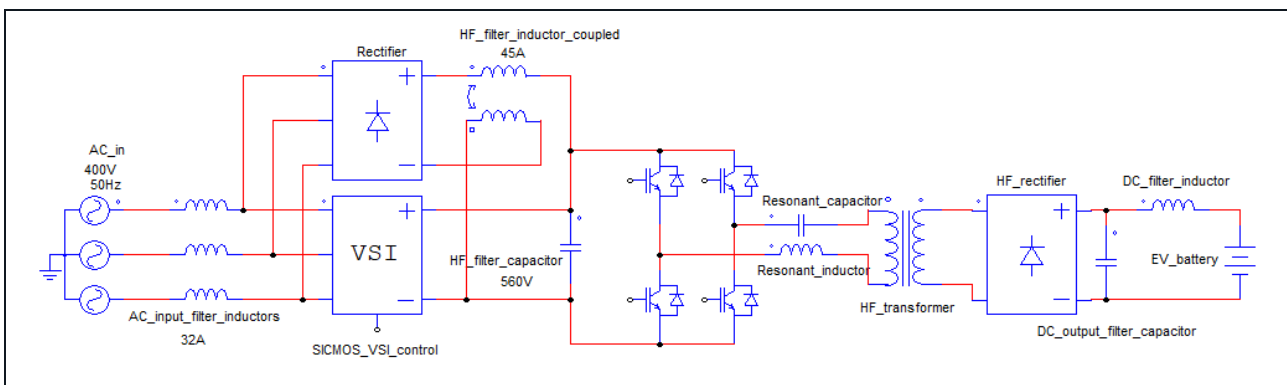 HF_filter_inductor_coupled
45A
Rectifier
AC_in
400V
50Hz
VSI
HF_filter_capacitor
560V
AC_input_filter_inductors
32A
SICMOS_VSI_control
Resonant_capacitor
Resonant_inductor
HF_transformer
HF_rectifier
DC_filter_inductor
EV_battery
DC_output_filter_capacitor